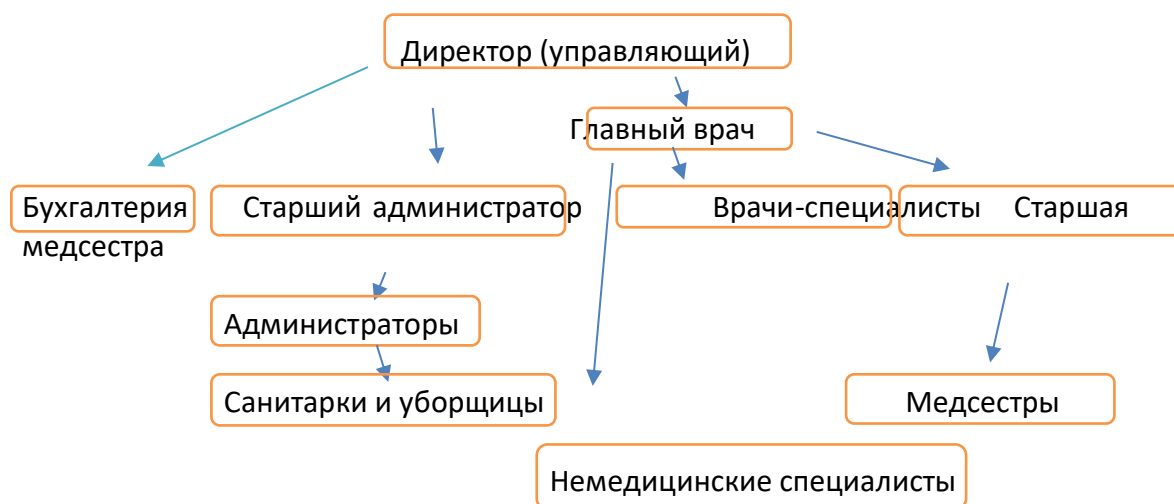 Директор (управляющий)
Главный врач
Бухгалтерия Старший администратор Врачи-специалисты Старшая
медсестра
Администраторы
Санитарки и уборщицы Медсестры
Немедицинские специалисты